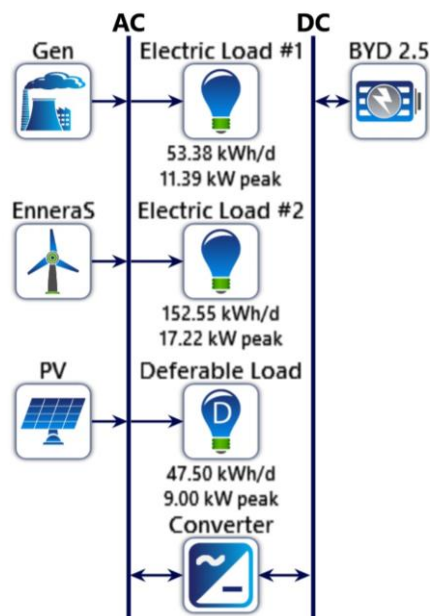 AC DC
Gen Electric Load #1 BYD 2.5
53.38 kWh/d
11.39 kW peak
EnneraS Electric Load #2
152.55 kWh/d
17.22 kW peak
PV Deferable Load
D
47.50 kWh/d
9.00 kW peak
Converter